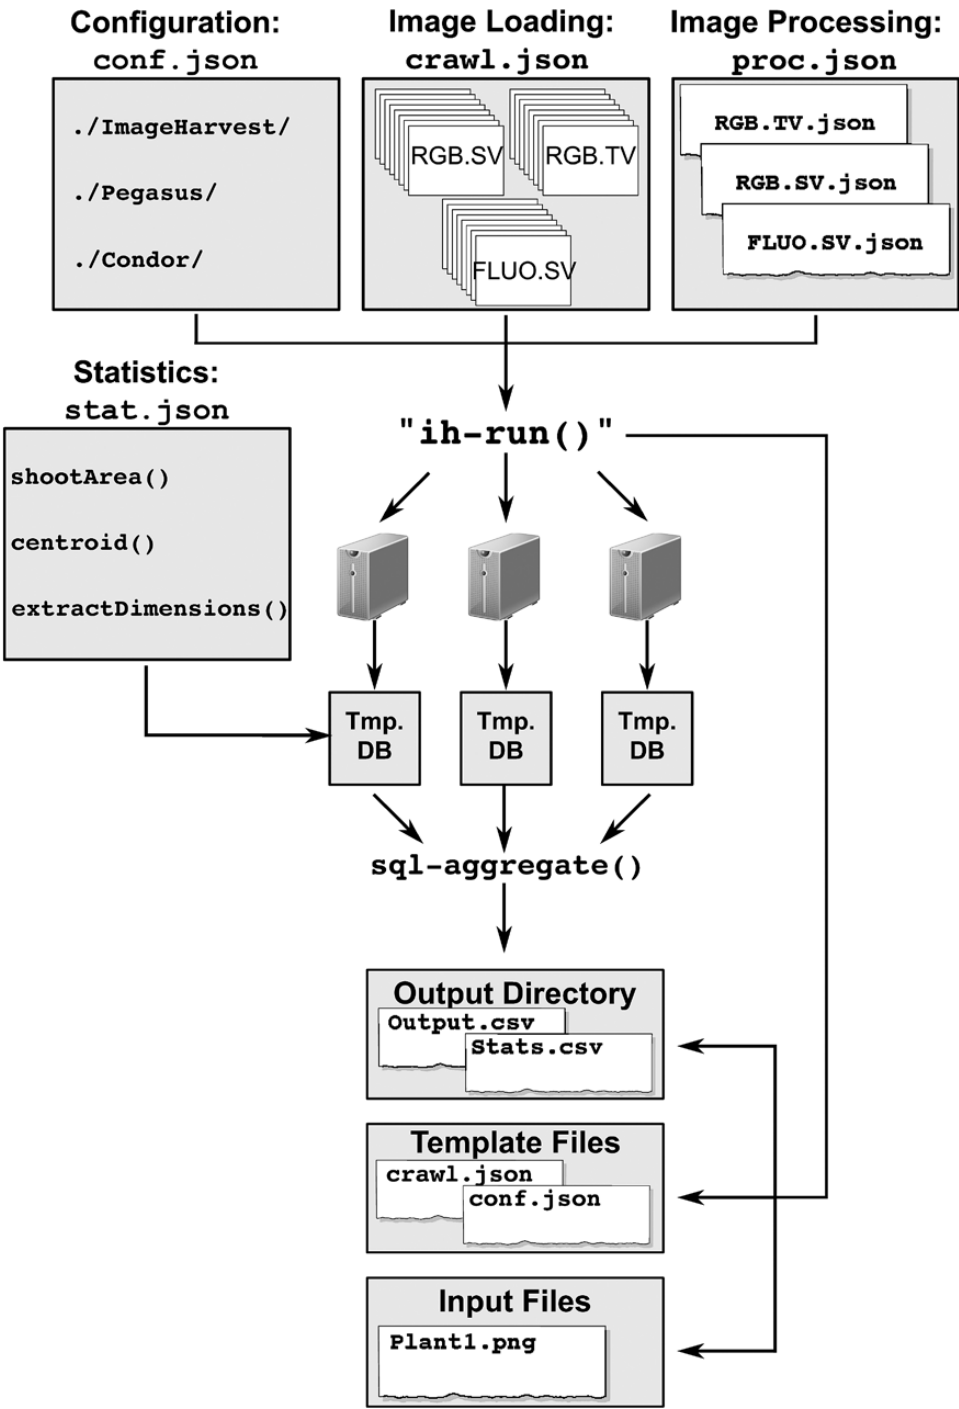 Configuration:
conf.json
./ImageHarvest/
./Pegasus/
./Condor/
Image Loading:
crawl.json
RGB.SV
RGB.TV
FLUO.SV
Image Processing:
proc.json
RGB.TV.json
RGB.SV.json
FLUO.SV.json
Statistics:
stat.json
shootArea()
centroid()
extractDimensions()
"ih-run()"
Tmp.
DB
Tmp.
DB
Tmp.
DB
sql-aggregate()
Output Directory
Output.csv
Stats.csv
Template Files
crawl.json
conf.json
Input Files
Plant1.png